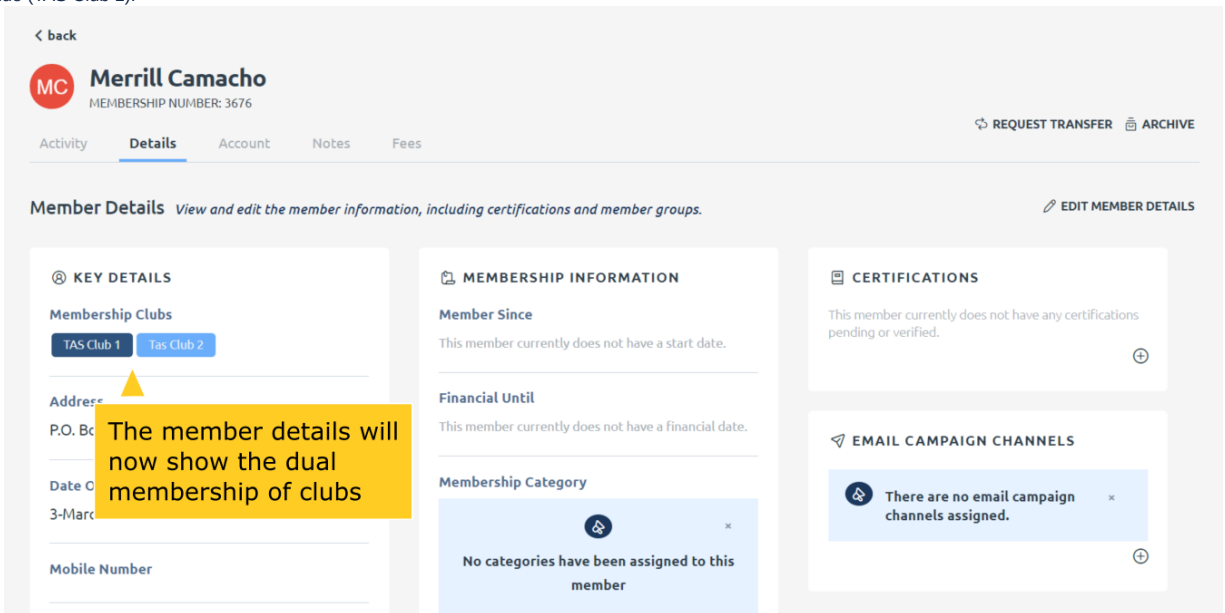 < back
MC
Merrill Camacho
MEMBERSHIP NUMBER: 3676
REQUEST TRANSFER ARCHIVE
Activity Details Account Notes Fees
Member Details View and edit the member information, including certifications and member groups.
EDIT MEMBER DETAILS
KEY DETAILS
Membership Clubs
TAS Club 1 Tas Club 2
Address
P.O.
The member details will
now show the dual
membership of clubs
Date
Mobile Number
MEMBERSHIP INFORMATION
Member Since
This member currently does not have a start date.
Financial Until
This member currently does not have a financial date.
Membership Category
×
No categories have been assigned to this
member
CERTIFICATIONS
This member currently does not have any certifications
pending or verified.
EMAIL CAMPAIGN CHANNELS
There are no email campaign ×
channels assigned.